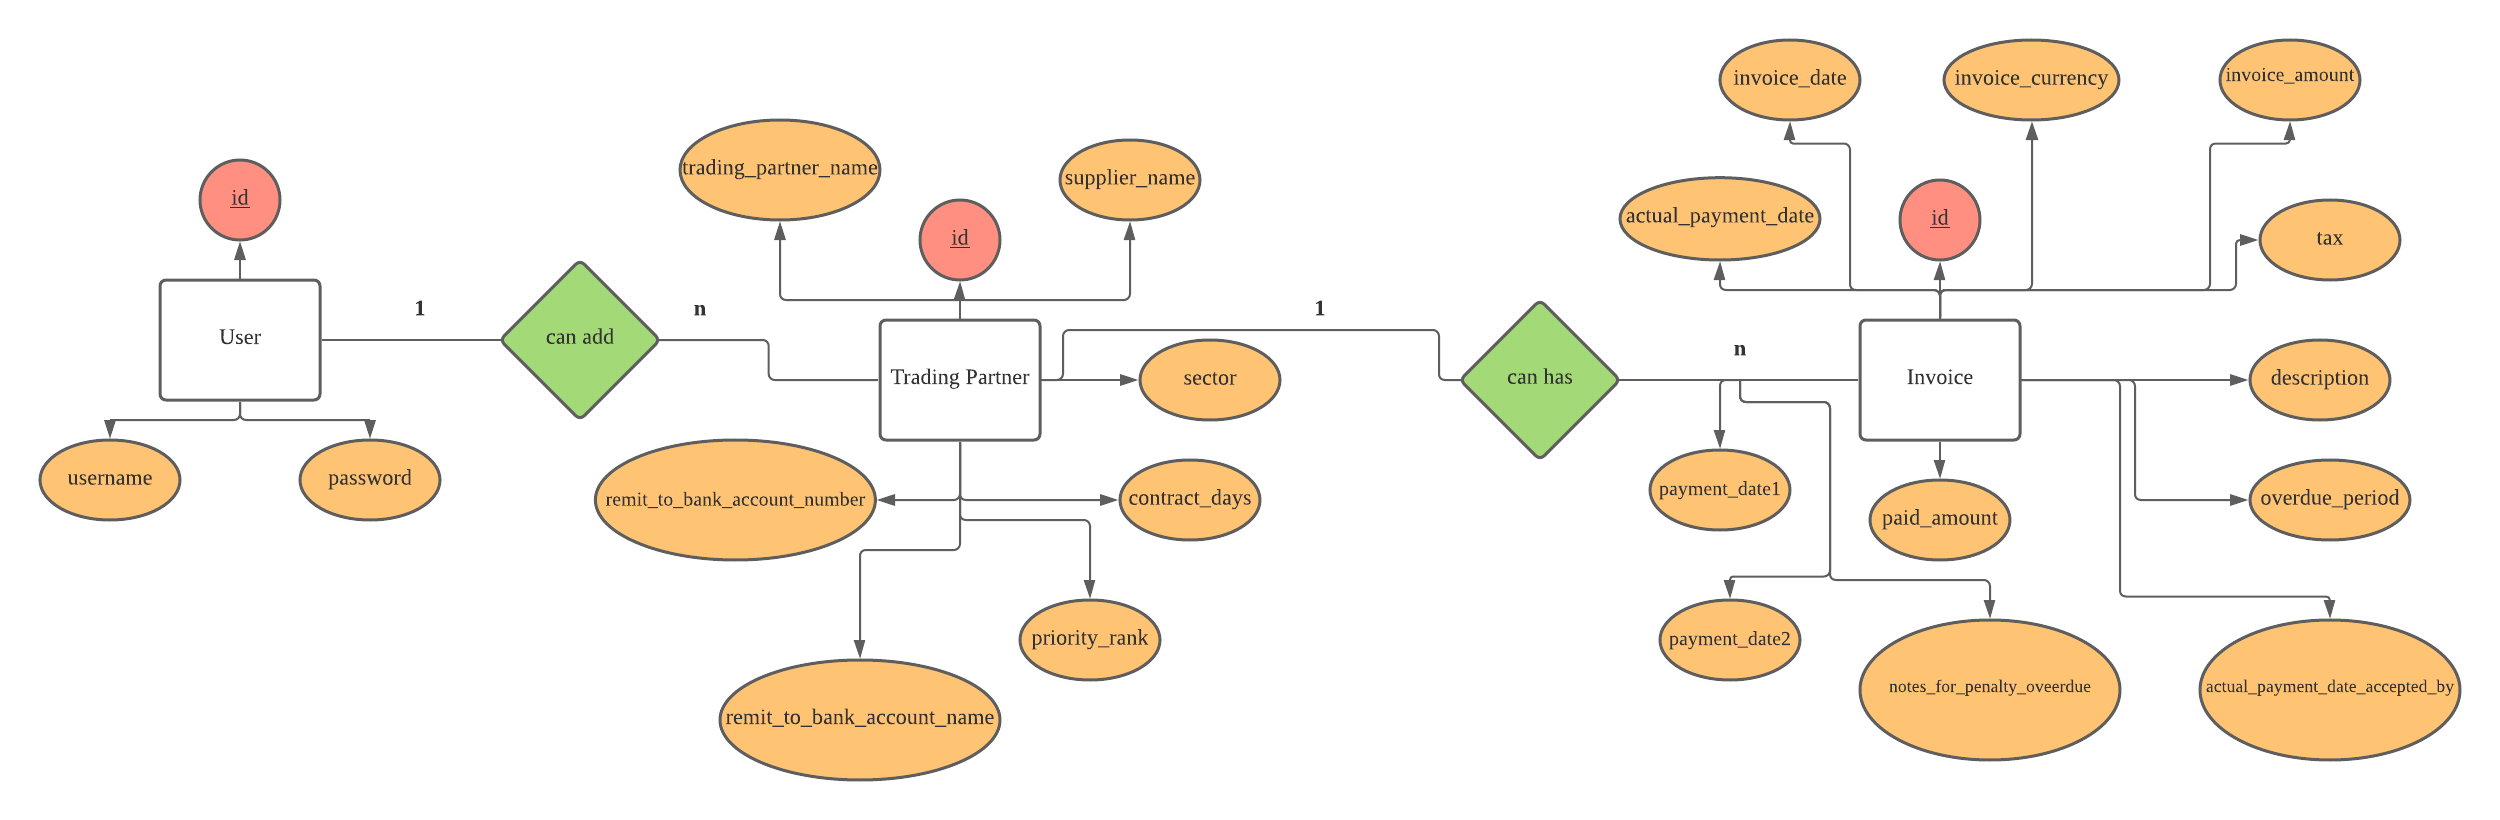 invoice_date
invoice_currency
invoice_amount
trading_partner_name
supplier_name
id
id
actual_payment_date
id
tax
1
n
1
User
can add
n
Trading Partner
sector
can has
Invoice
description
username
password
remit_to_bank_account_number
contract_days
payment_date1
paid_amount
overdue_period
priority_rank
payment_date2
notes_for_penalty_oveerdue
actual_payment_date_accepted_by
remit_to_bank_account_name